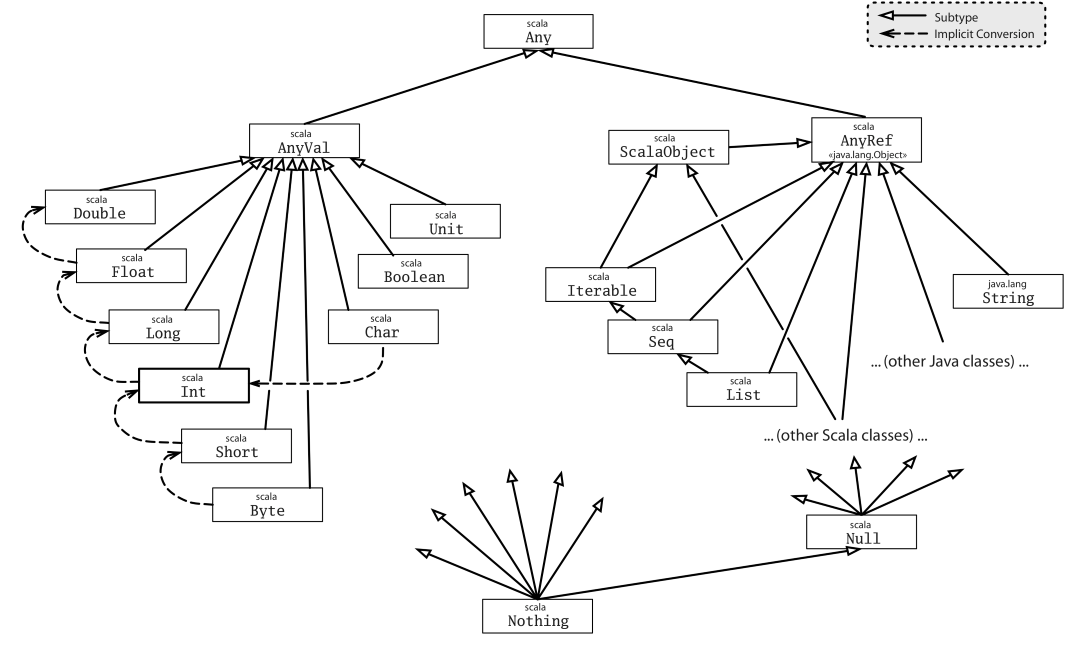 scala
Any
Subtype
Implicit Conversion
scala
AnyVal
scala
ScalaObject
scala
AnyRef
«java.lang.Object»
scala
Double
scala
Unit
scala
Float
scala
Boolean
scala
Iterable
java.lang
String
scala
Long
scala
Char
scala
Seq
... (other Java classes) ...
scala
Int
scala
List
scala
Short
... (other Scala classes) ...
scala
Byte
scala
Null
scala
Nothing